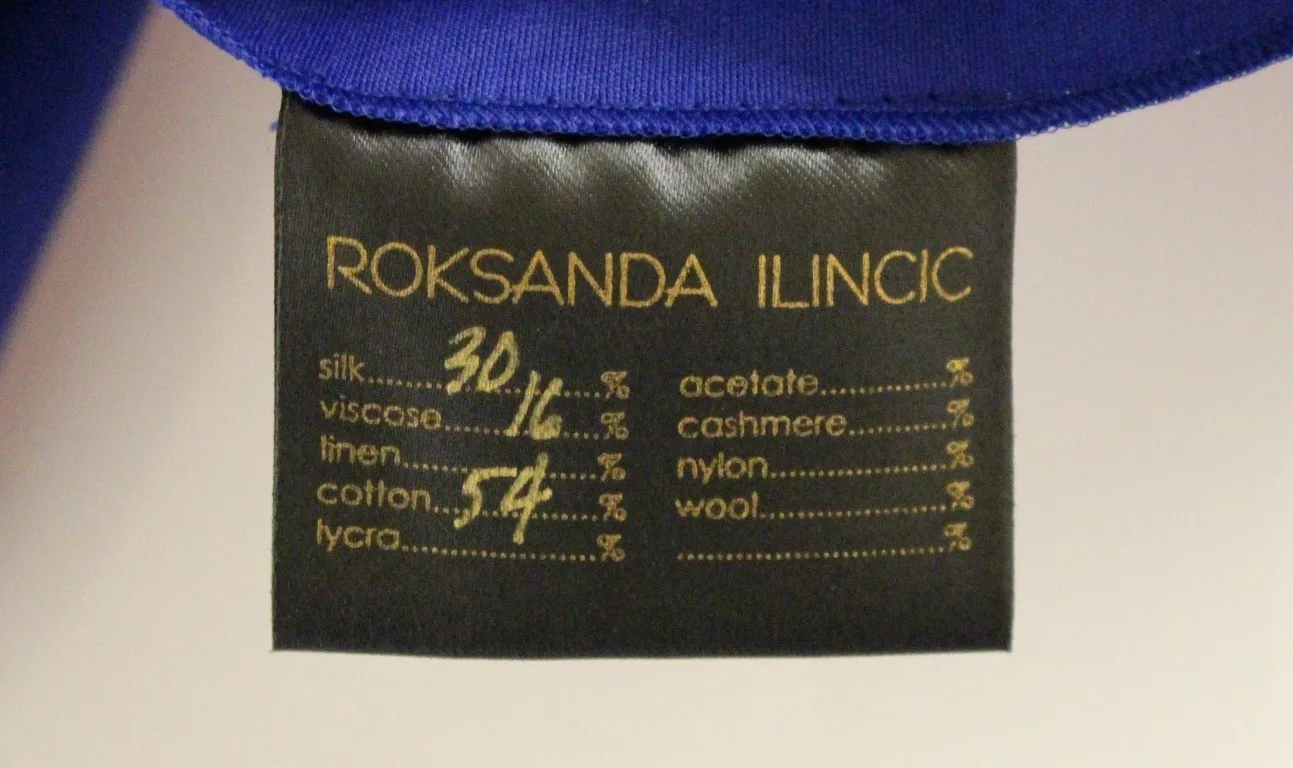 ROKSANDA ILINCIC
silk........30.........%
viscose........16....%
linen......................%
cotton...54.........%
lycra......................%
acetate..............%
cashmere..........%
nylon...................%
wool....................%
..............................%